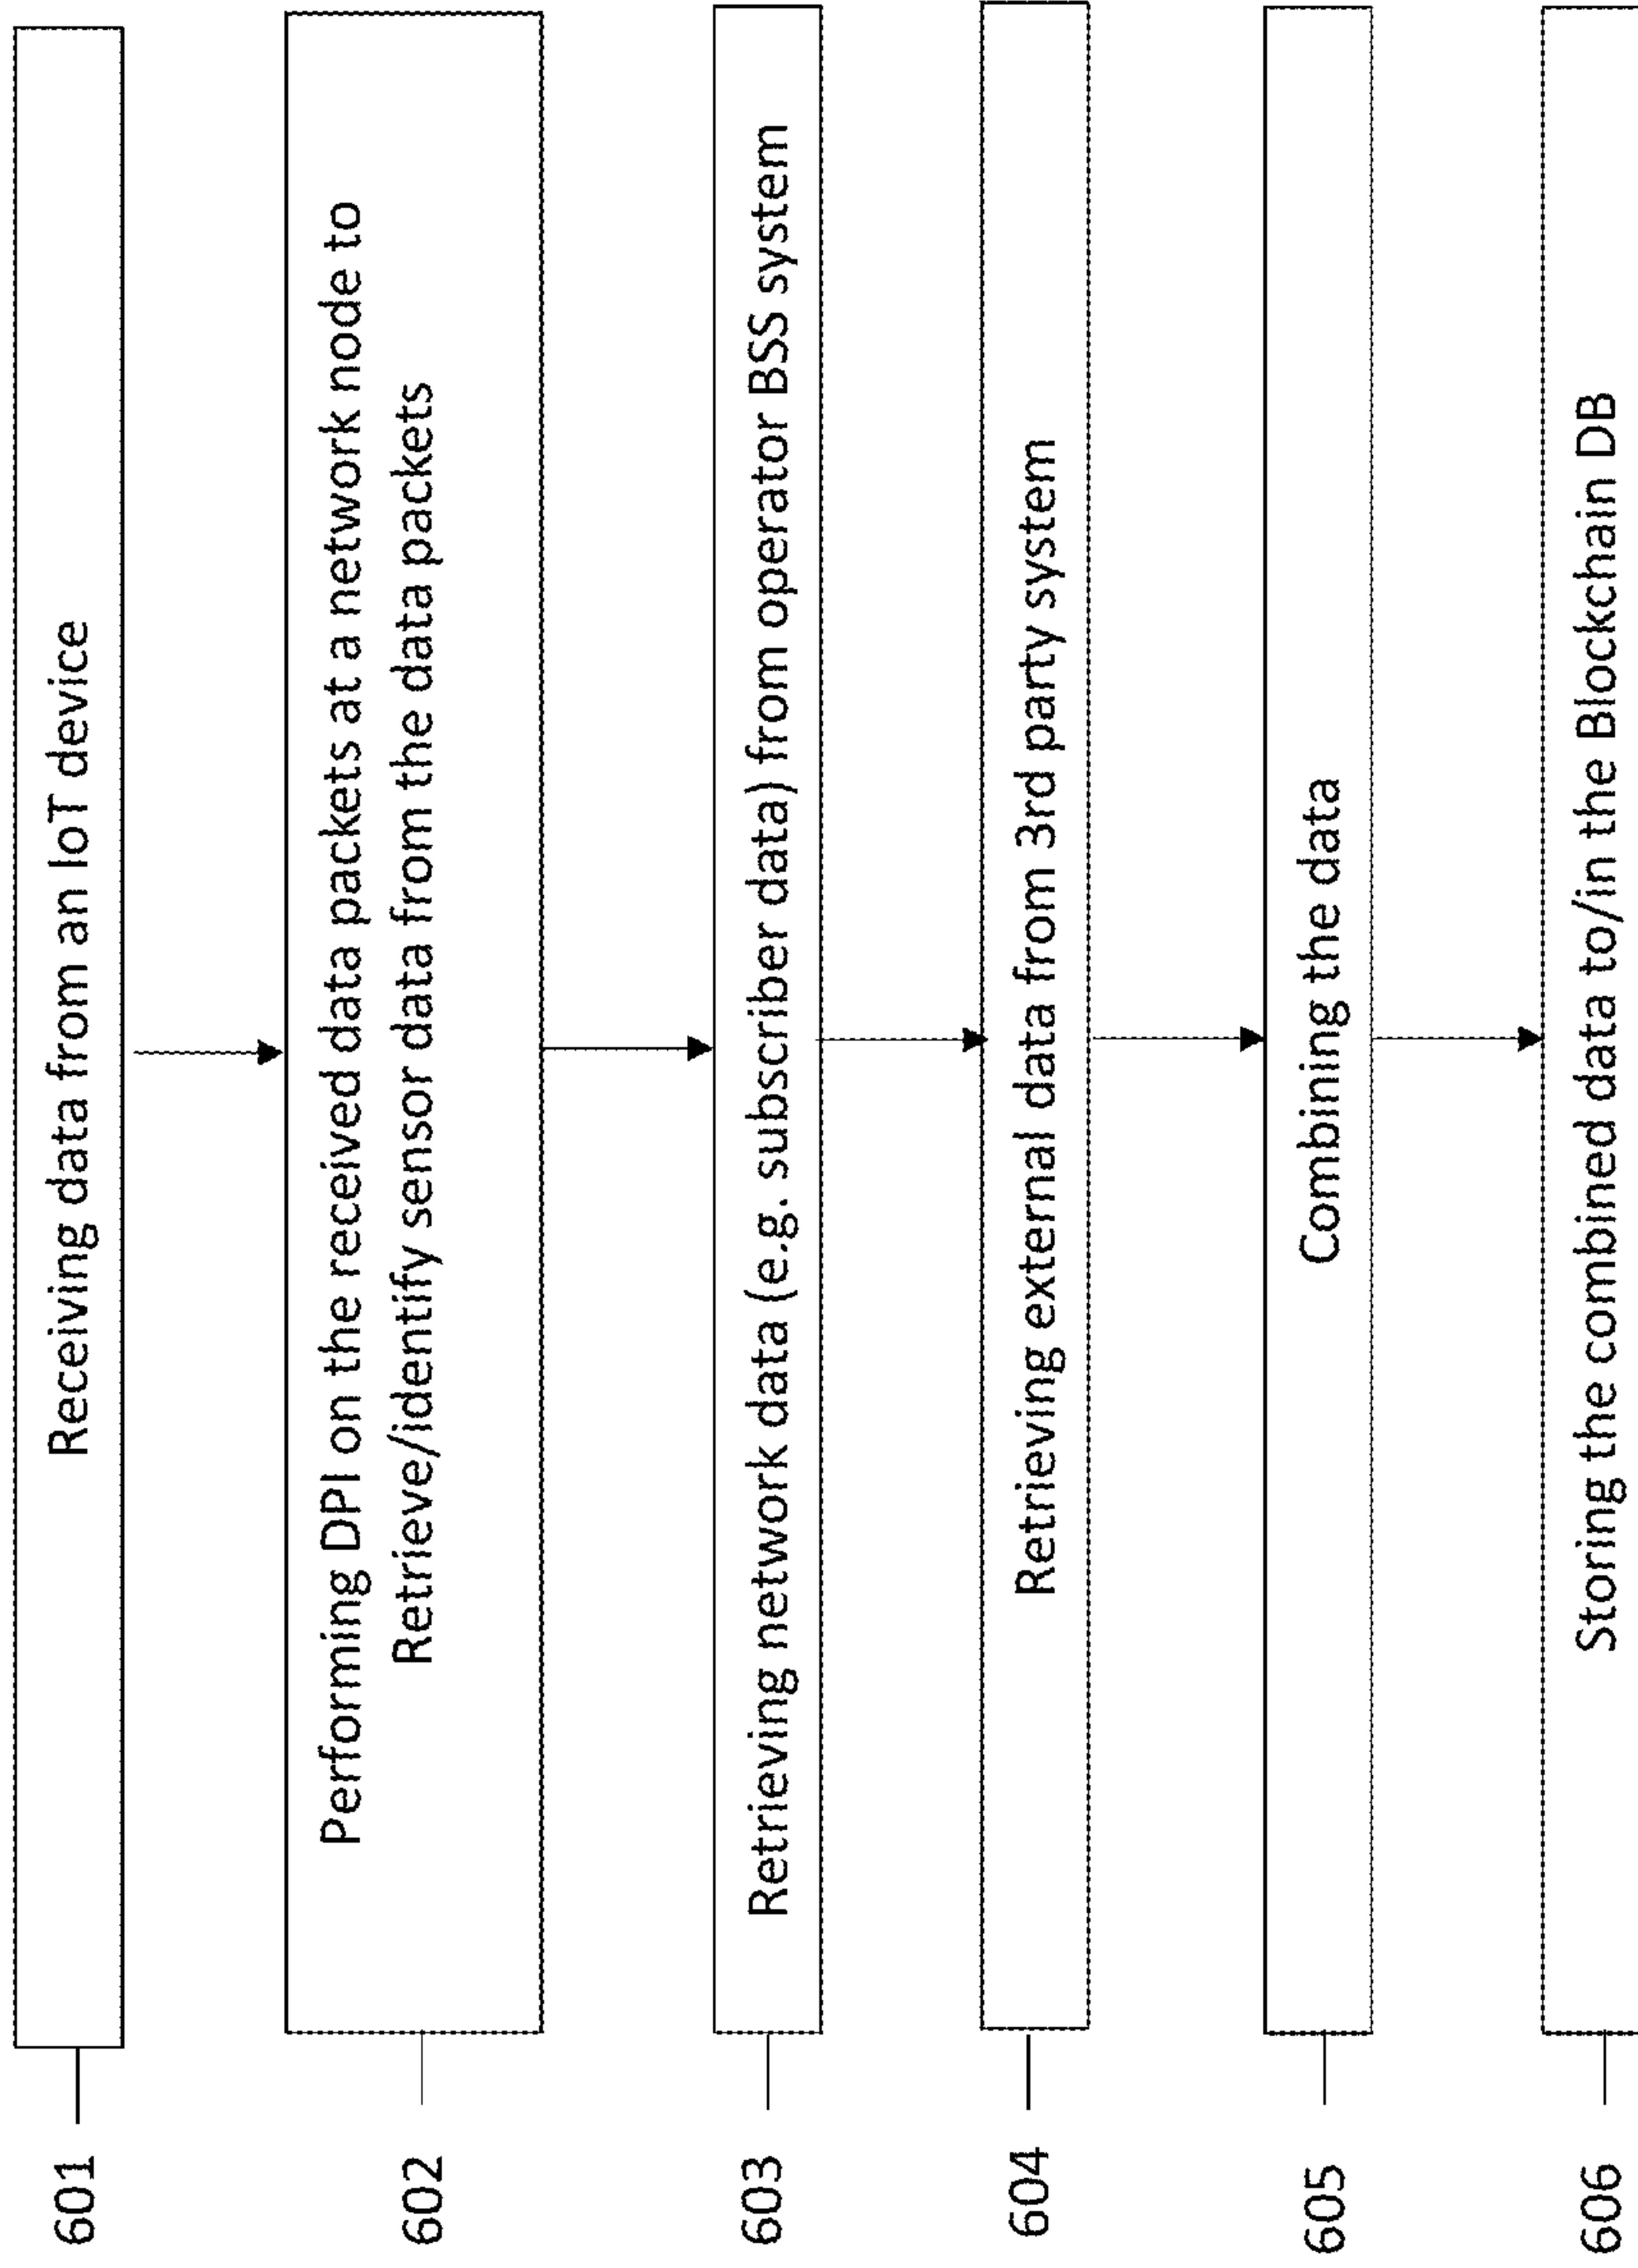 601
Receiving data from an IoT device
602
Performing DPI on the received data packets at a network node to
Retrieve/identify sensor data from the data packets
603
Retrieving network data (e.g. subscriber data) from operator BSS system
604
Retrieving external data from 3rd party system
605
Combining the data
606
Storing the combined data to/in the Blockchain DB